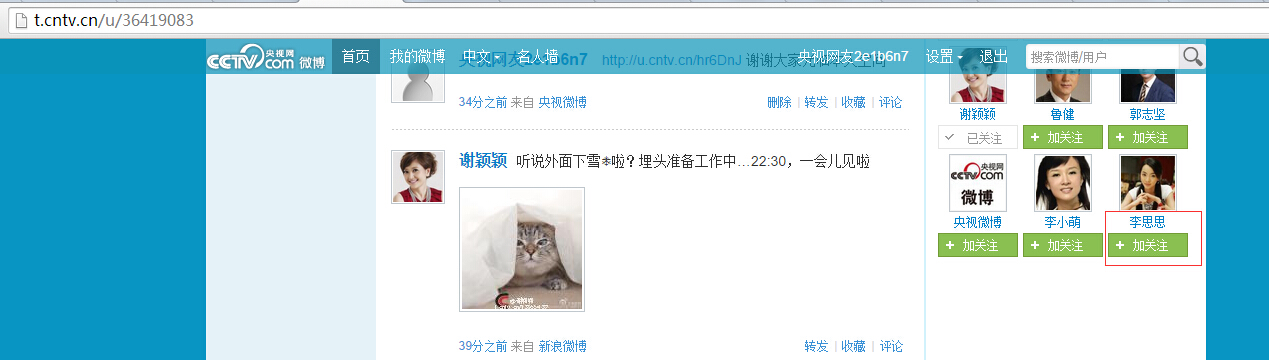 t.cntv.cn/u/36419083
CCTV.com 央视网 微博 首页 我的微博 中文 名人墙 央视网友2e1b6n7 设置 退出 搜索微博/用户
http://u.cntv.cn/hr6DnJ 谢谢大家
34分之前 来自 央视微博 删除 | 转发 | 收藏 | 评论
谢颖颖 听说外面下雪啦？埋头准备工作中…22:30，一会儿见啦
39分之前 来自 新浪微博 转发 | 收藏 | 评论
谢颖颖 鲁健 郭志坚
已关注 + 加关注 + 加关注
CCTV.com 央视网
微博
央视微博 李小萌 李思思
+ 加关注 + 加关注 + 加关注